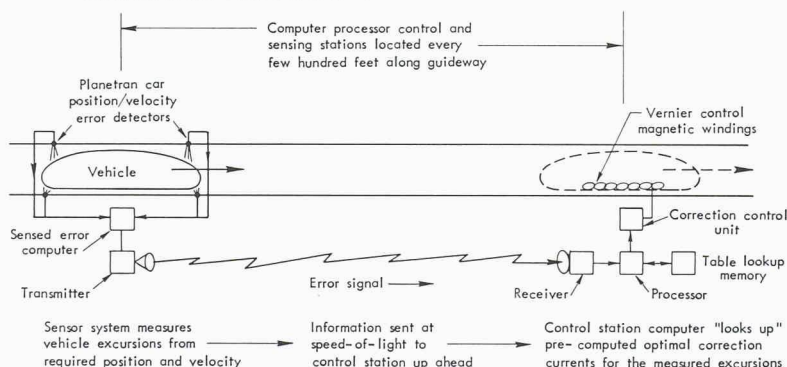 Computer processor control and
sensing stations located every
few hundred feet along guideway
Planetran car
position/velocity
error detectors
Vernier control
magnetic windings
Vehicle
Sensed error
computer
Correction control
unit
Transmitter
Error signal
Receiver
Processor
Table lookup
memory
Sensor system measures
vehicle excursions from
required position and velocity
Information sent at
speed-of-light to
control station up ahead
Control station computer "looks up"
pre-computed optimal correction
currents for the measured excursions